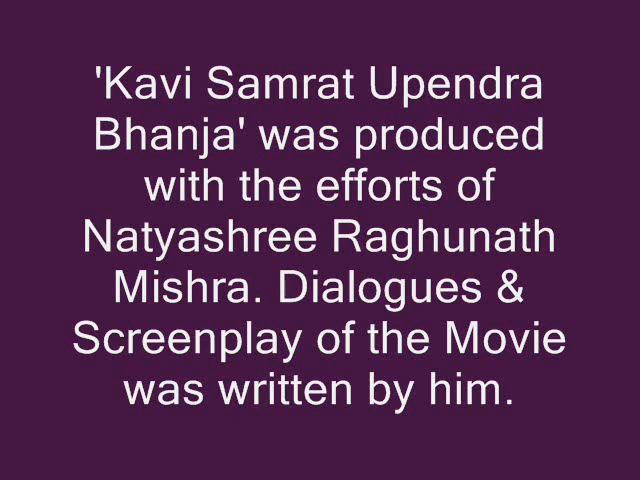 'Kavi Samrat Upendra
Bhanja' was produced
with the efforts of
Natyashree Raghunath
Mishra. Dialogues &
Screenplay of the Movie
was written by him.